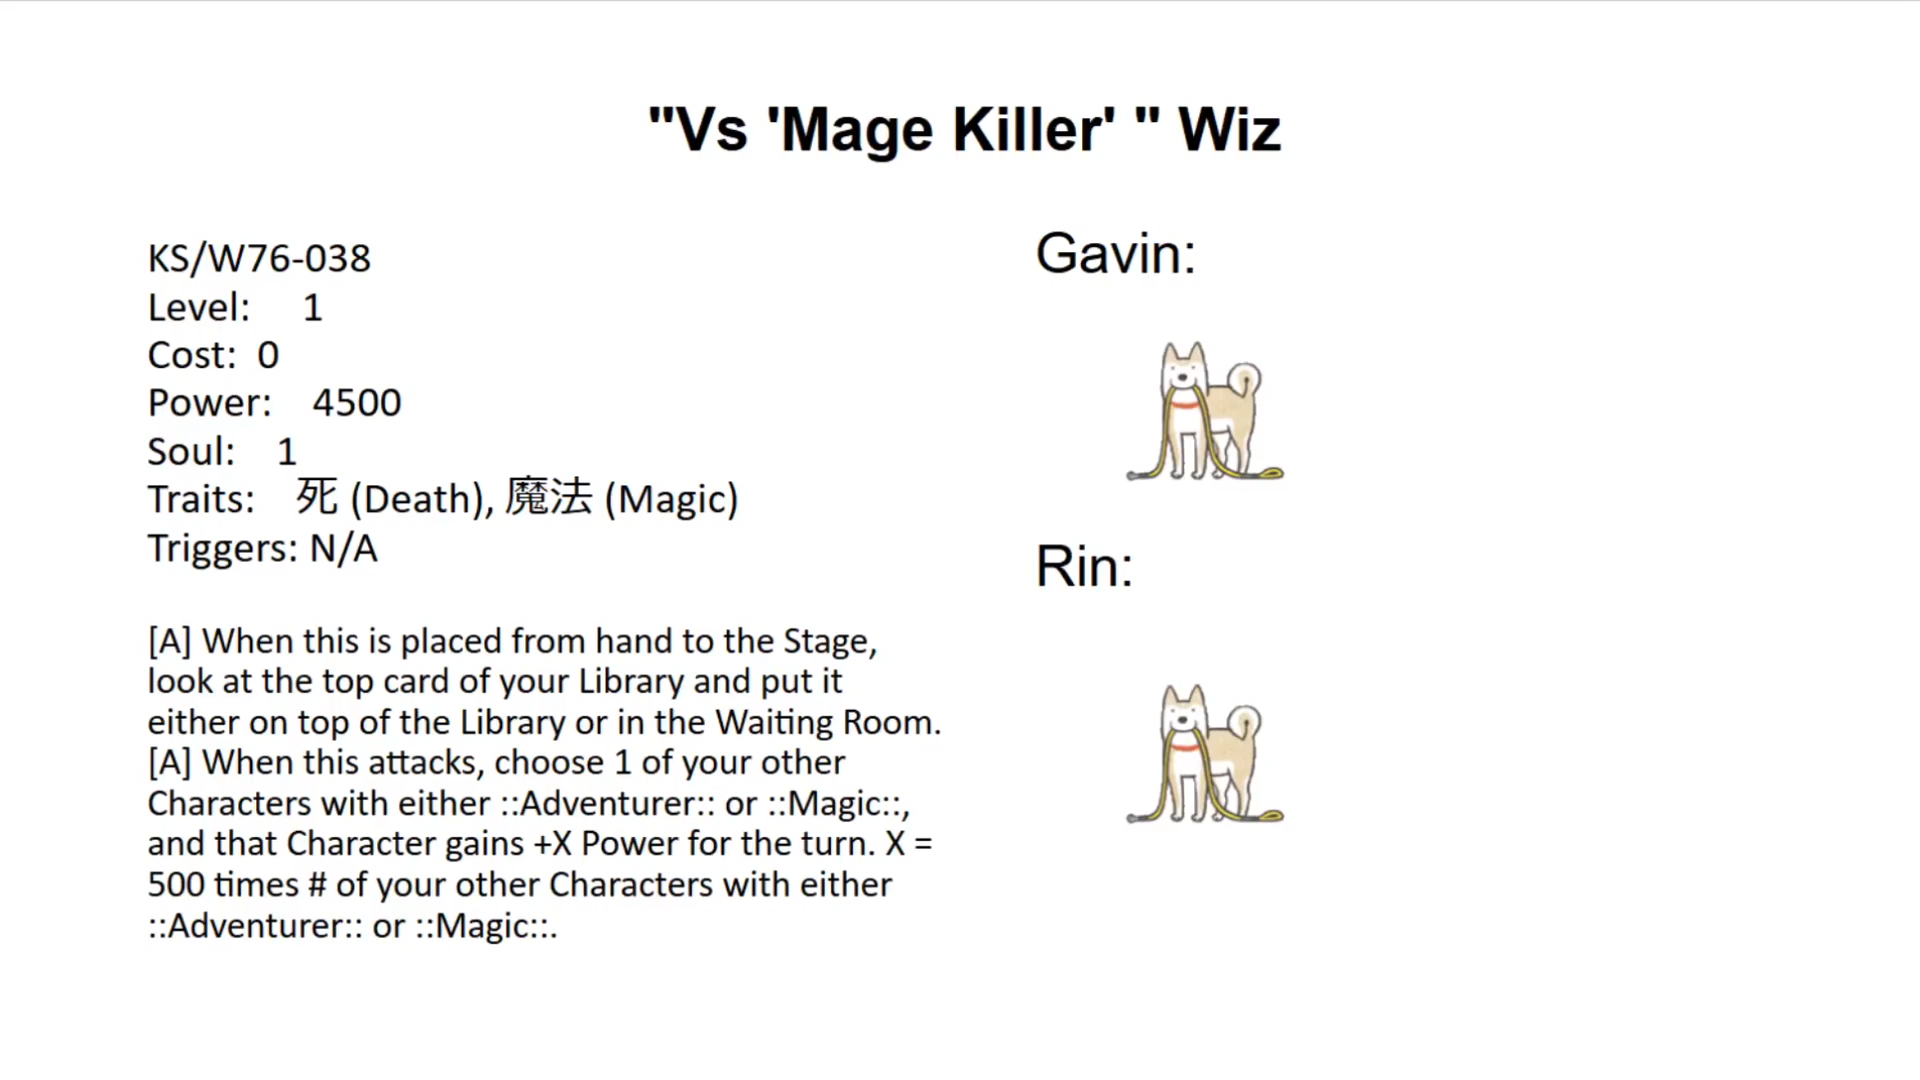 "Vs 'Mage Killer' " Wiz
KS/W76-038
Level: 1
Cost: 0
Power: 4500
Soul: 1
Traits: 死 (Death), 魔法 (Magic)
Triggers: N/A
[A] When this is placed from hand to the Stage,
look at the top card of your Library and put it
either on top of the Library or in the Waiting Room.
[A] When this attacks, choose 1 of your other
Characters with either ::Adventurer:: or ::Magic::,
and that Character gains +X Power for the turn. X =
500 times # of your other Characters with either
::Adventurer:: or ::Magic::.
Gavin:
Rin: